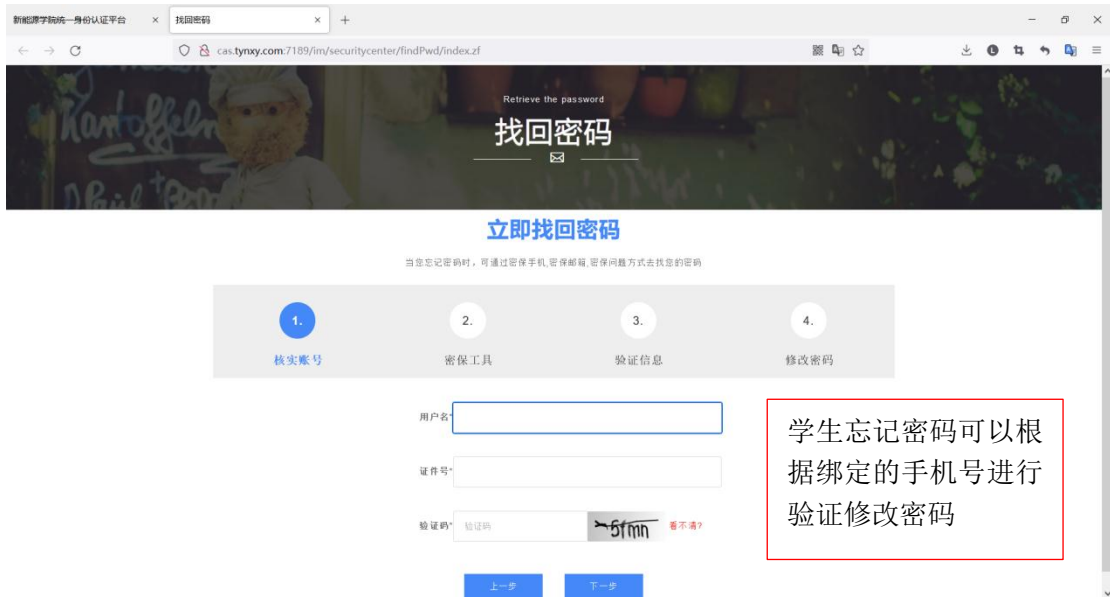 新能源学院统一身份认证平台
找回密码
cas.tynxy.com:7189/im/securitycenter/findPwd/index.zf
Kartoffeln
Retrieve the password
找回密码
立即找回密码
当您忘记密码时，可通过密保手机,密保邮箱,密保问题方式去找您的密码
1. 2. 3. 4.
核实账号 密保工具 验证信息 修改密码
用户名*
证件号*
验证码* 验证码 看不清?
上一步 下一步
学生忘记密码可以根
据绑定的手机号进行
验证修改密码